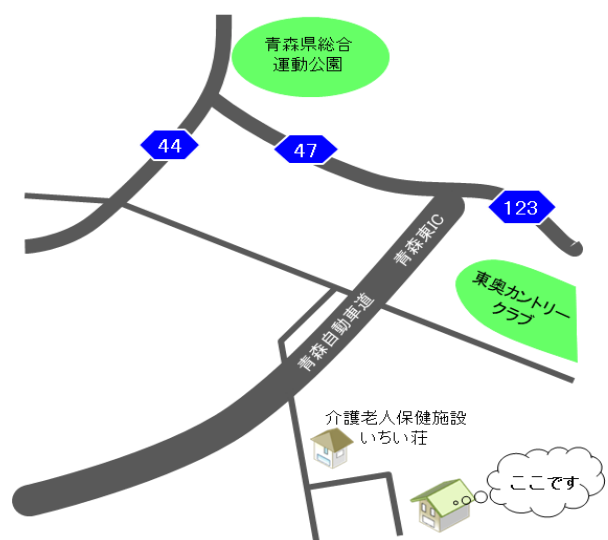 青森県総合
運動公園
44
47
123
青森東IC
東奥カントリー
クラブ
青森自動車道
介護老人保健施設
いちい荘
ここです